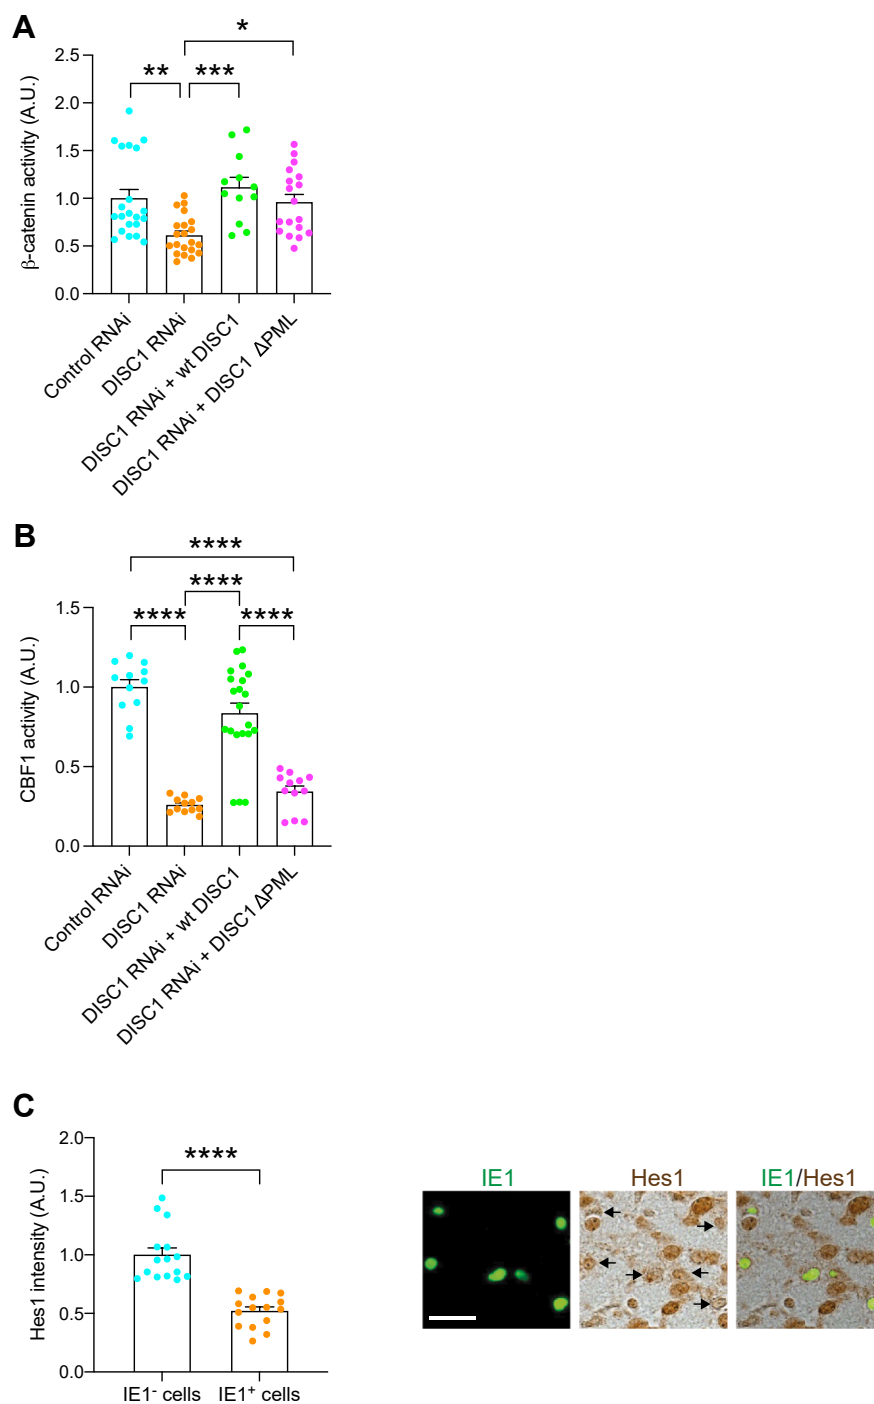 A
*
** ***
β-catenin activity (A.U.)
2.5
2.0
1.5
1.0
0.5
0.0
Control RNAi
DISC1 RNAi
DISC1 RNAi + wt DISC1
DISC1 RNAi + DISC1 ΔPML
B
****
****
**** ****
CBF1 activity (A.U.)
1.5
1.0
0.5
0.0
Control RNAi
DISC1 RNAi
DISC1 RNAi + wt DISC1
DISC1 RNAi + DISC1 ΔPML
C
****
Hes1 intensity (A.U.)
2.0
1.5
1.0
0.5
0.0
IE1⁻ cells IE1⁺ cells
IE1 Hes1 IE1/Hes1